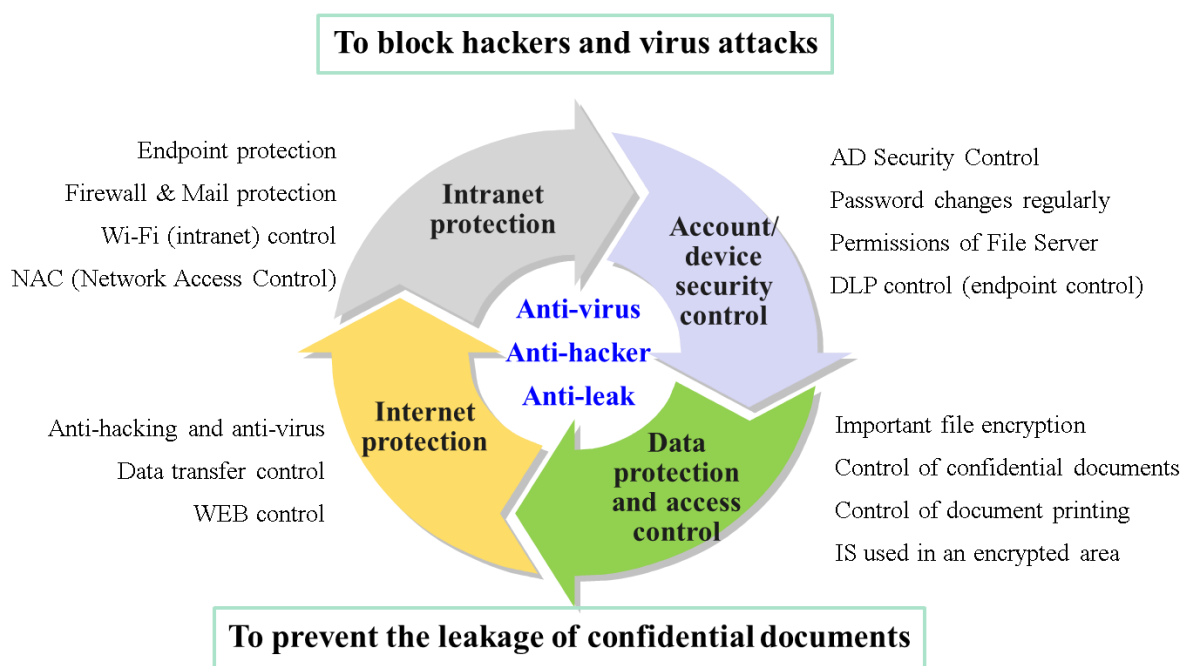 To block hackers and virus attacks
Endpoint protection
Firewall & Mail protection
Wi-Fi (intranet) control
NAC (Network Access Control)
Intranet
protection
Account/
device
security
control
AD Security Control
Password changes regularly
Permissions of File Server
DLP control (endpoint control)
Anti-virus
Anti-hacker
Anti-leak
Anti-hacking and anti-virus
Data transfer control
WEB control
Internet
protection
Data
protection
and access
control
Important file encryption
Control of confidential documents
Control of document printing
IS used in an encrypted area
To prevent the leakage of confidential documents